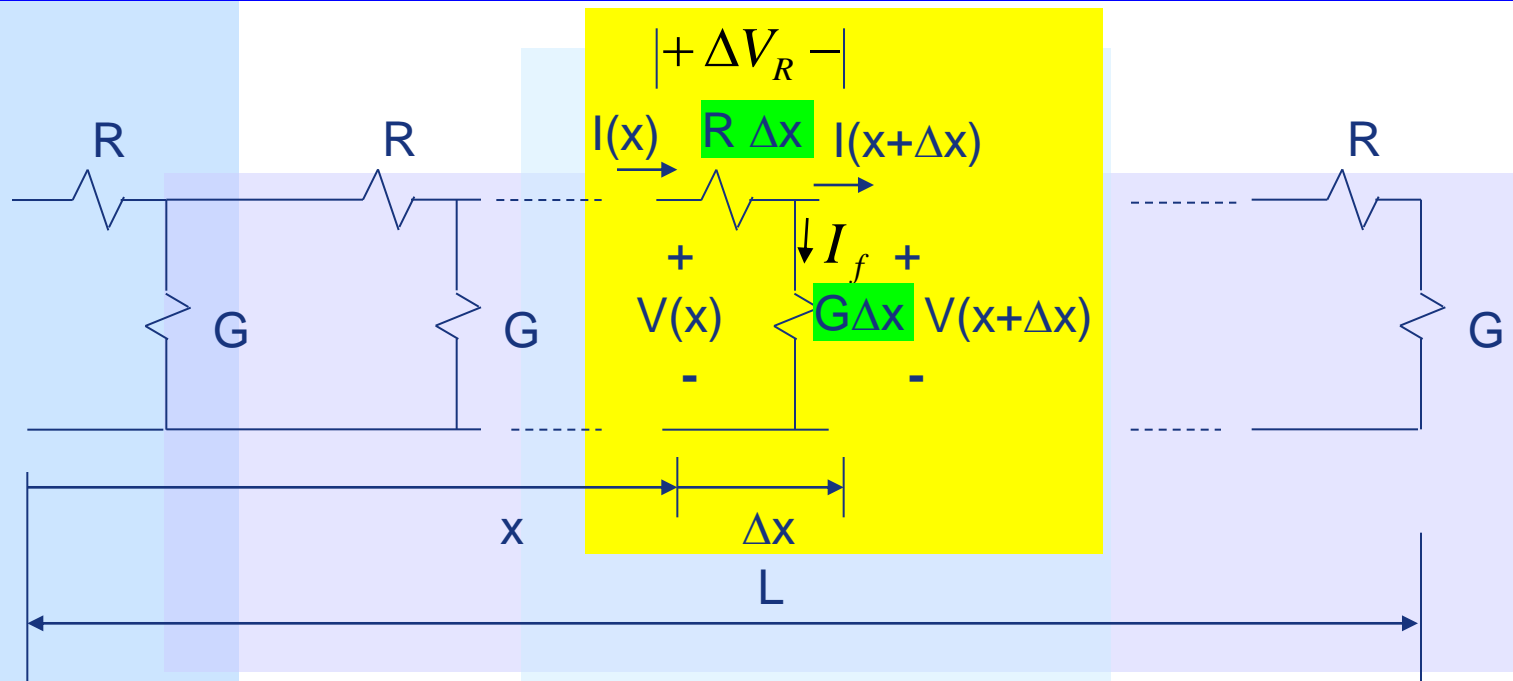 |+ ΔV_R −|
I(x) R Δx I(x+Δx)
R R R
I_f
+ +
V(x) GΔx V(x+Δx)
G G G
- -
x Δx
L